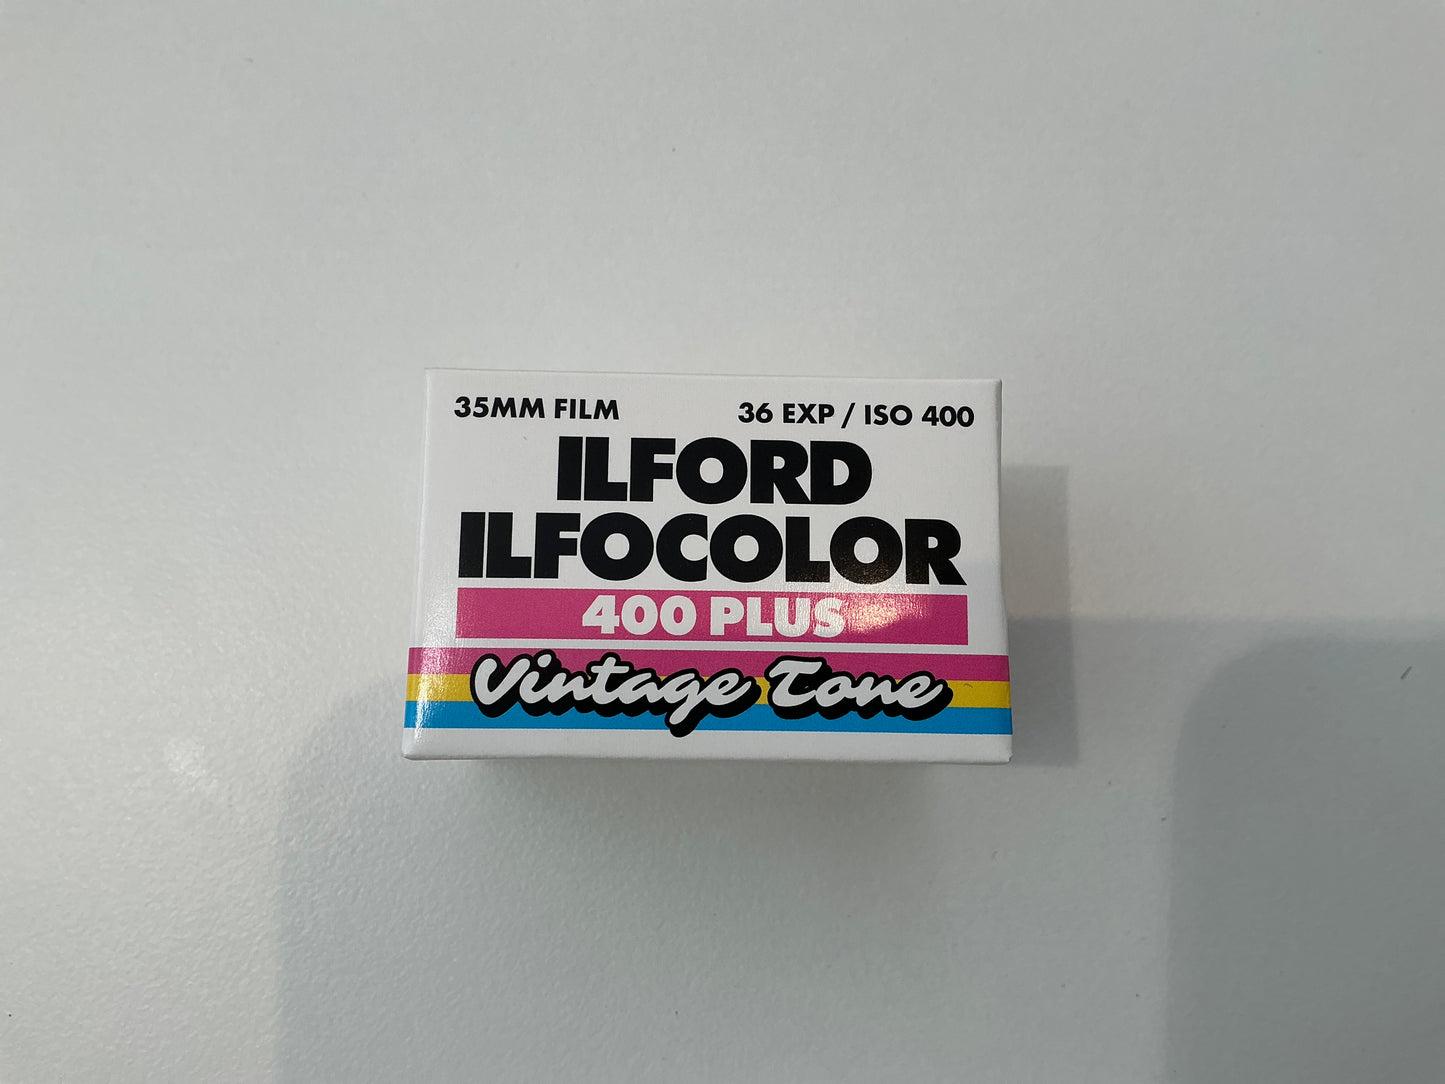 35MM FILM
36 EXP / ISO 400
ILFORD
ILFOCOLOR
400 PLUS
Vintage Tone